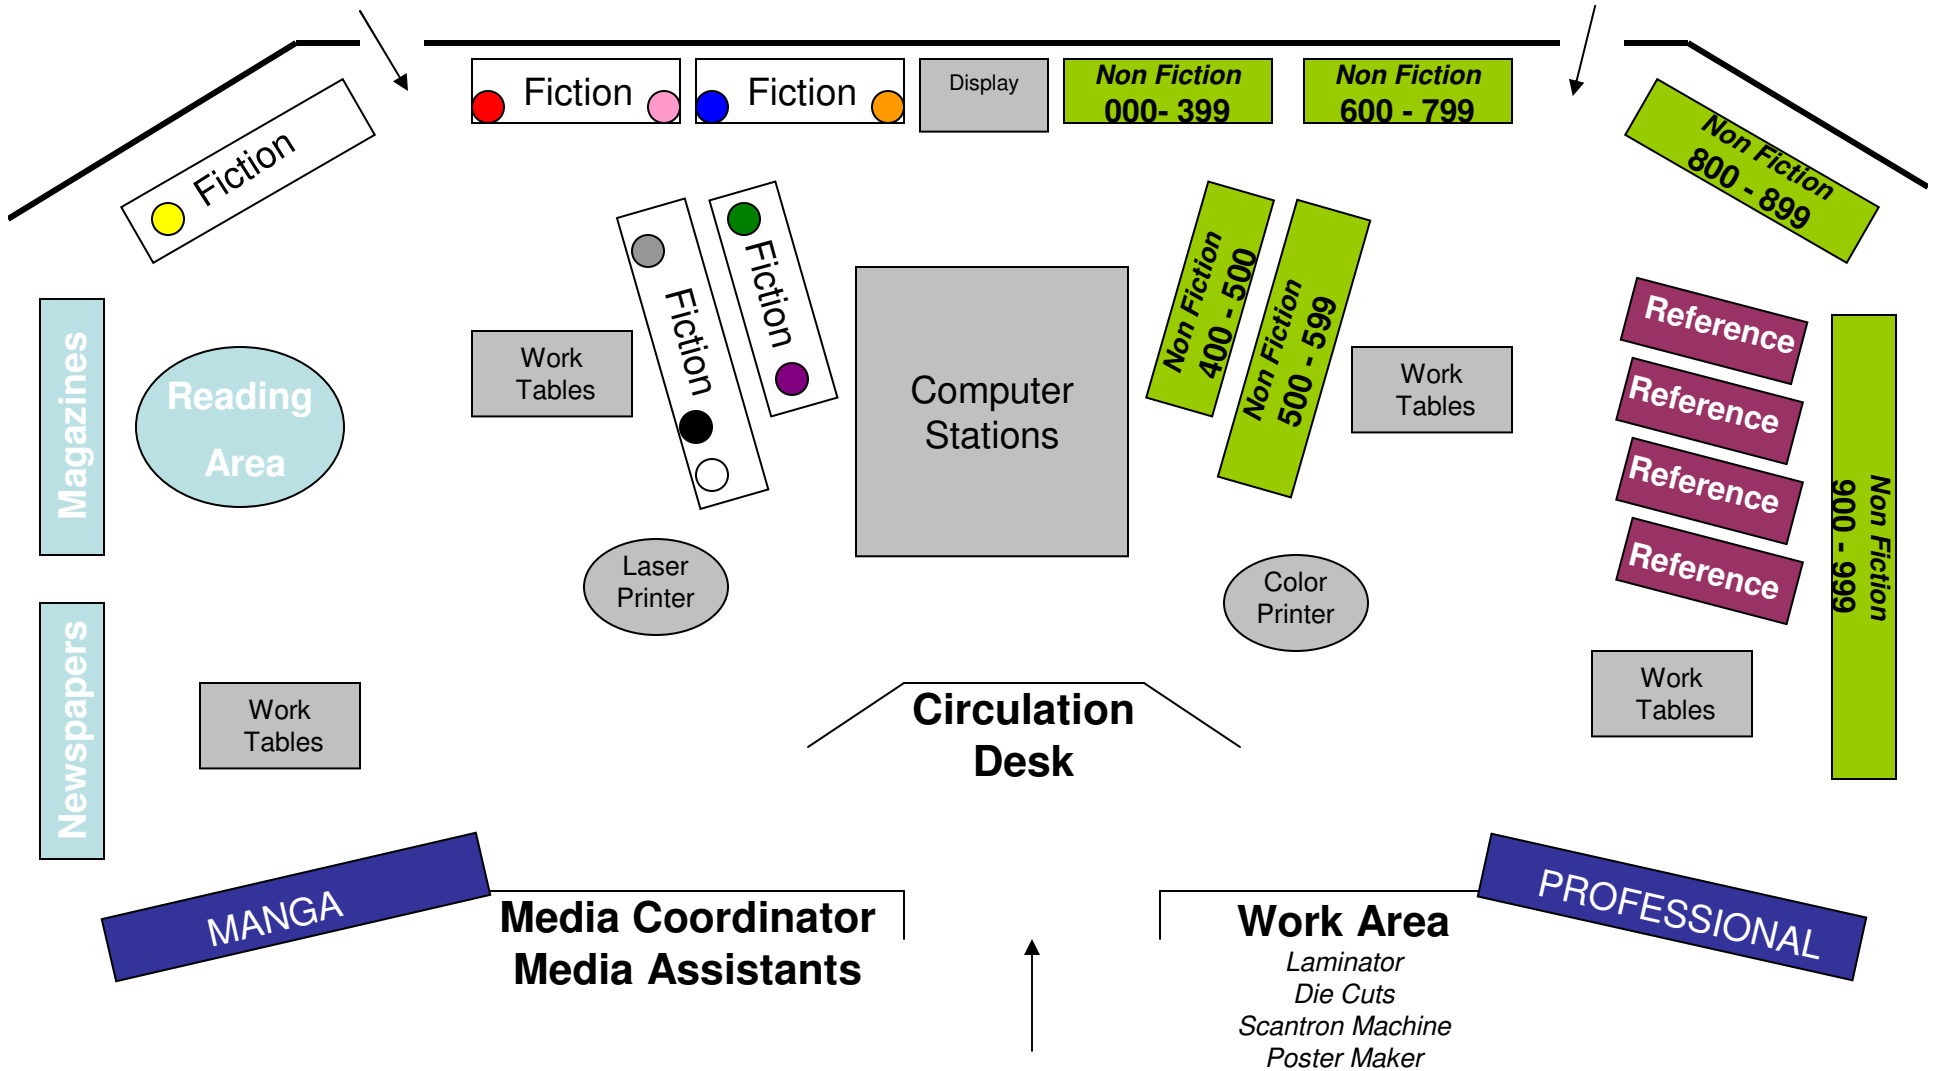 Fiction
Fiction
Fiction
Display
Non Fiction
000- 399
Non Fiction
600 - 799
Non Fiction
800 - 899
Fiction
Fiction
Non Fiction
400 - 500
Non Fiction
500 - 599
Magazines
Reading
Area
Work
Tables
Computer
Stations
Work
Tables
Reference
Reference
Reference
Reference
Non Fiction
900 - 999
Laser
Printer
Color
Printer
Newspapers
Work
Tables
Circulation
Desk
Work
Tables
MANGA
Media Coordinator
Media Assistants
Work Area
Laminator
Die Cuts
Scantron Machine
Poster Maker
PROFESSIONAL